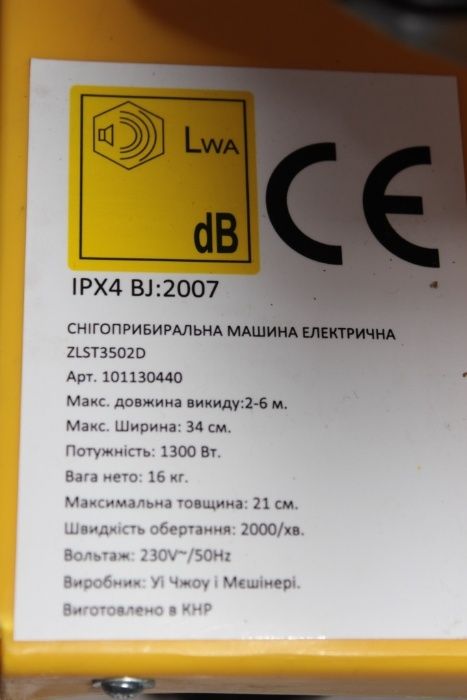 LWA
dB
CE
IPX4 BJ:2007
СНІГОПРИБИРАЛЬНА МАШИНА ЕЛЕКТРИЧНА
ZLST3502D
Арт. 101130440
Макс. довжина викиду:2-6 м.
Макс. Ширина: 34 см.
Потужність: 1300 Вт.
Вага нето: 16 кг.
Максимальна товщина: 21 см.
Швидкість обертання: 2000/хв.
Вольтаж: 230V~/50Hz
Виробник: Уї Чжоу і Мєшінері.
Виготовлено в КНР